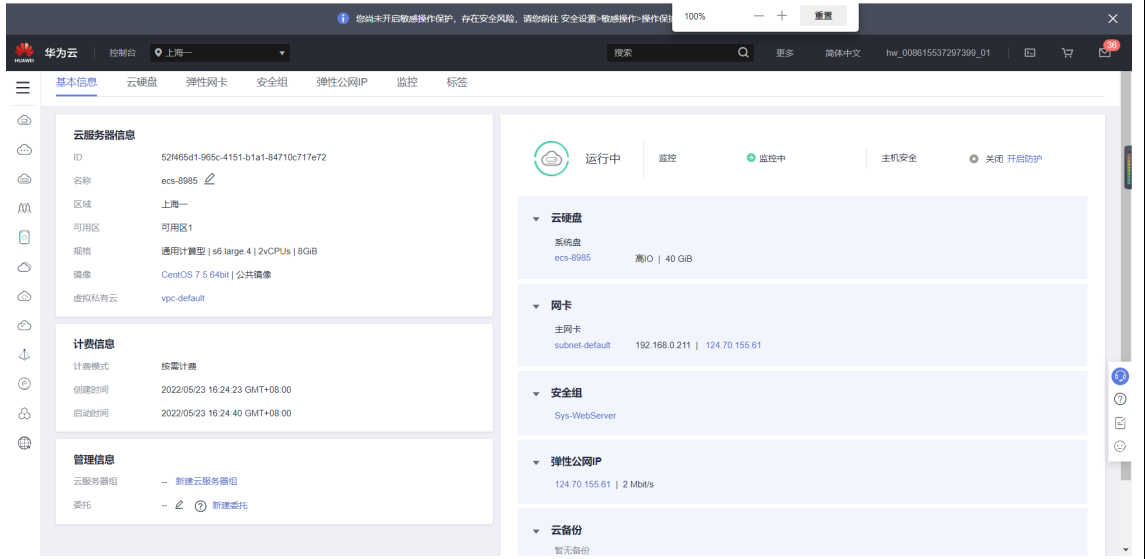 您尚未开启敏感操作保护，存在安全风险，请您前往 安全设置>敏感操作>操作保
100%
重置
HUAWEI
华为云
控制台
上海一
搜索
更多
简体中文
hw_008615537297399_01
36
基本信息
云硬盘
弹性网卡
安全组
弹性公网IP
监控
标签
云服务器信息
ID 52f465d1-965c-4151-b1a1-84710c717e72
名称 ecs-8985
区域 上海一
可用区 可用区1
规格 通用计算型 | s6.large.4 | 2vCPUs | 8GiB
镜像 CentOS 7.5 64bit | 公共镜像
虚拟私有云 vpc-default
计费信息
计费模式 按需计费
创建时间 2022/05/23 16:24:23 GMT+08:00
启动时间 2022/05/23 16:24:40 GMT+08:00
管理信息
云服务器组 -- 新建云服务器组
委托 -- 新建委托
运行中 监控 监控中 主机安全 关闭 开启防护
云硬盘
系统盘
ecs-8985 高IO | 40 GiB
网卡
主网卡
subnet-default 192.168.0.211 | 124.70.155.61
安全组
Sys-WebServer
弹性公网IP
124.70.155.61 | 2 Mbit/s
云备份
暂无备份